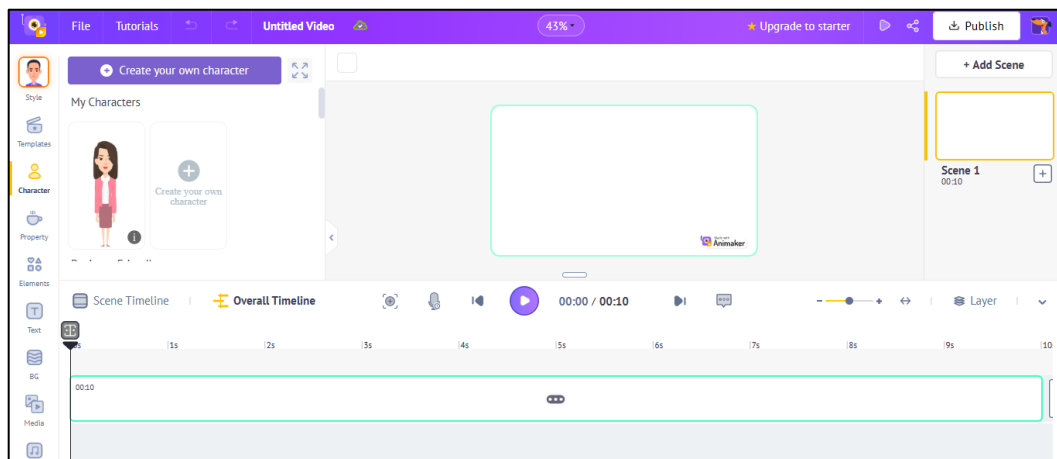 File Tutorials Untitled Video 43% Upgrade to starter Publish
Style
Templates
Character
Property
Elements
Text
BG
Media
Create your own character
My Characters
Create your own
character
Animaker
+ Add Scene
Scene 1
00:10
Scene Timeline Overall Timeline 00:00 / 00:10 Layer
1s 2s 3s 4s 5s 6s 7s 8s 9s 10
00:10